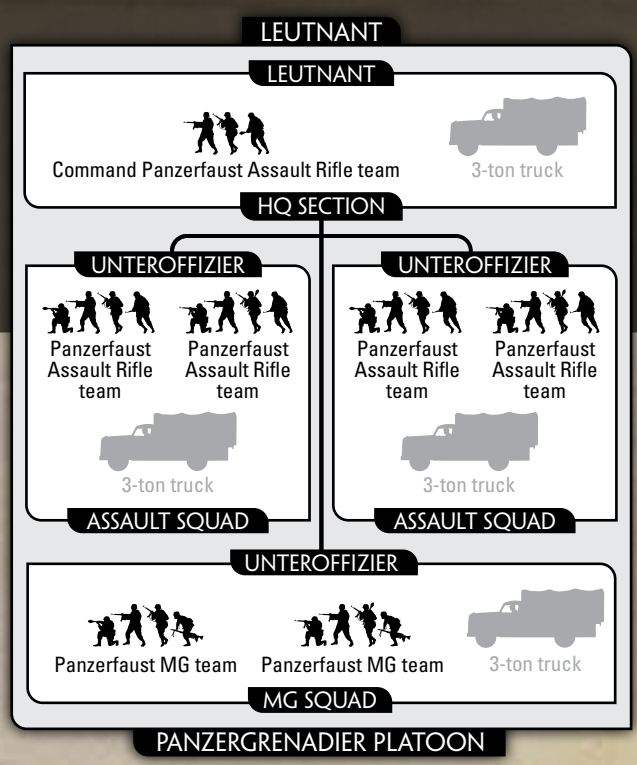 LEUTNANT
LEUTNANT
Command Panzerfaust Assault Rifle team
3-ton truck
HQ SECTION
UNTEROFFIZIER
Panzerfaust
Assault Rifle
team
Panzerfaust
Assault Rifle
team
3-ton truck
ASSAULT SQUAD
UNTEROFFIZIER
Panzerfaust
Assault Rifle
team
Panzerfaust
Assault Rifle
team
3-ton truck
ASSAULT SQUAD
UNTEROFFIZIER
Panzerfaust MG team
Panzerfaust MG team
3-ton truck
MG SQUAD
PANZERGRENADIER PLATOON